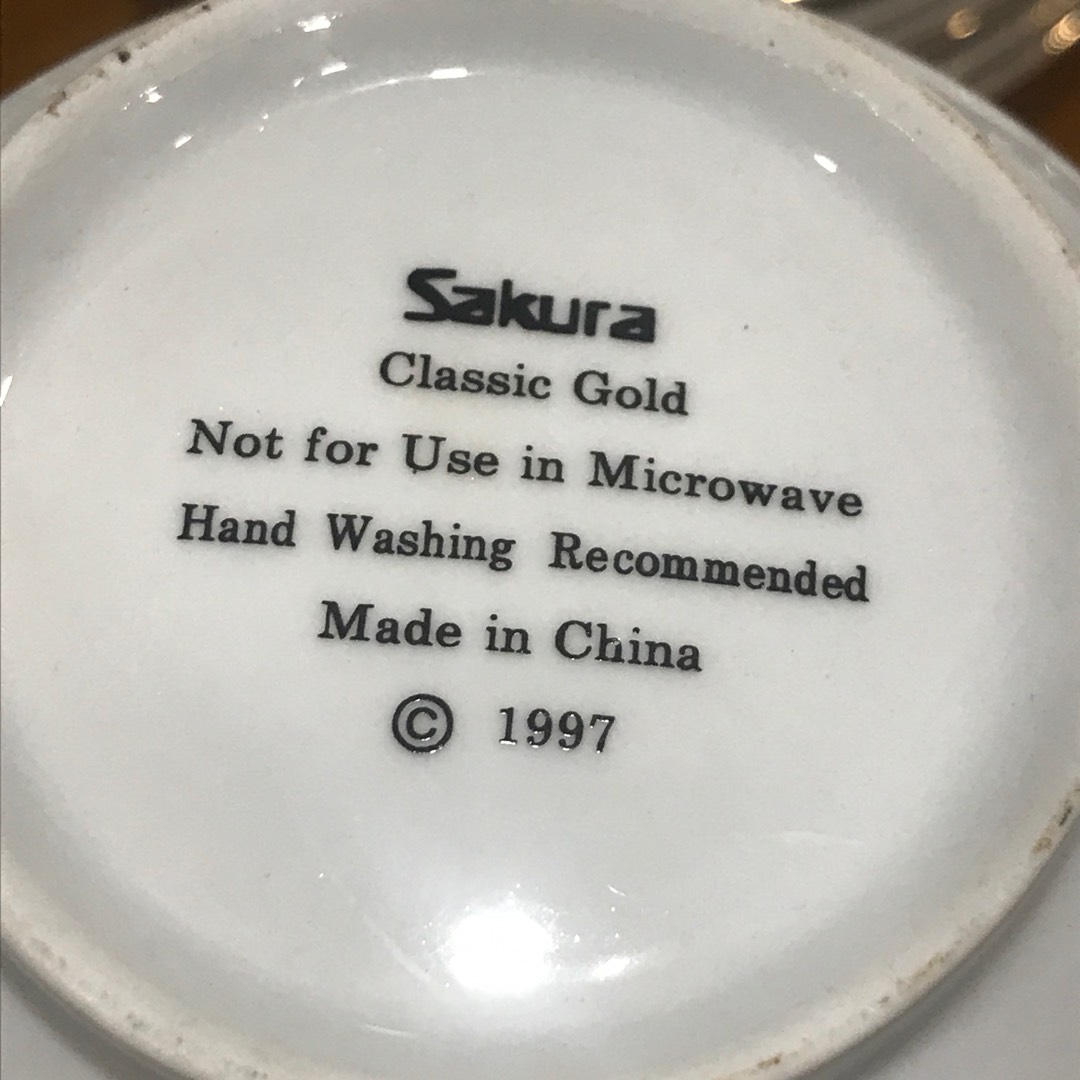 Sakura
Classic Gold
Not for Use in Microwave
Hand Washing Recommended
Made in China
© 1997